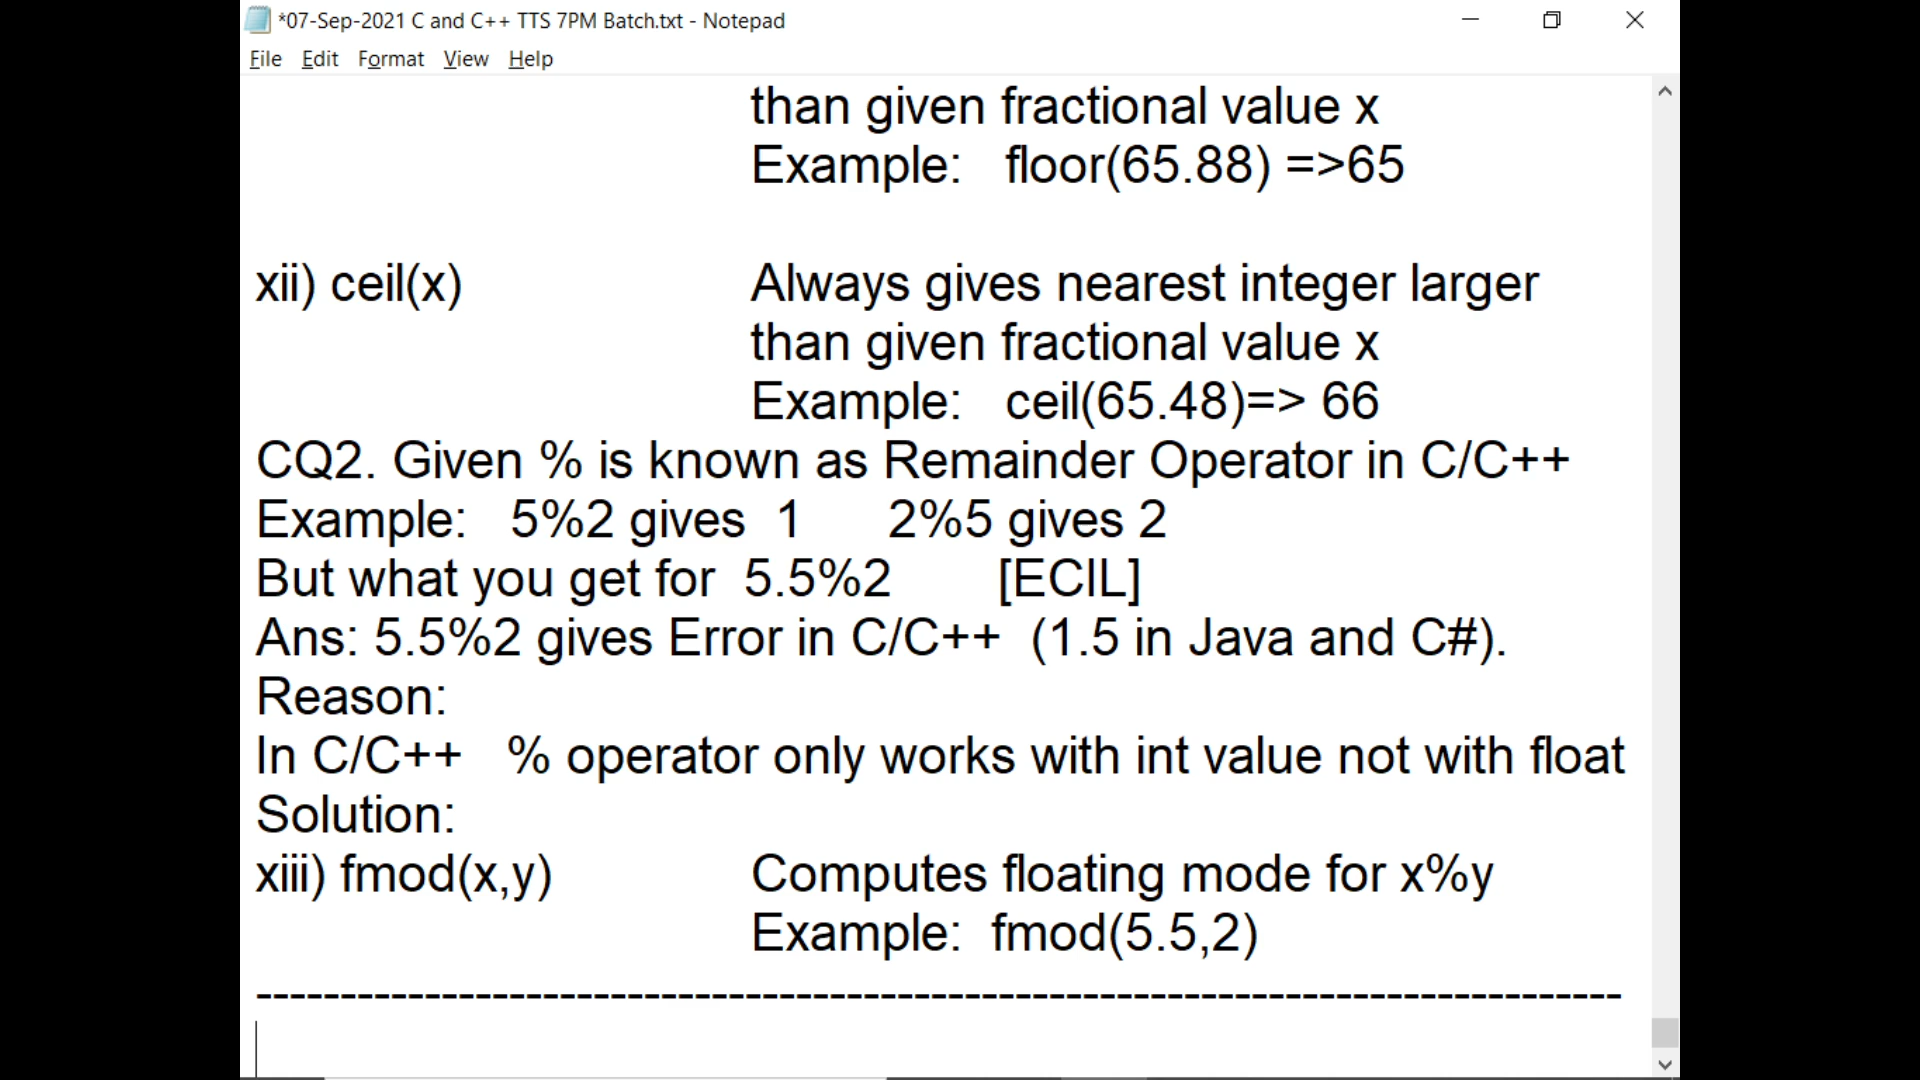 *07-Sep-2021 C and C++ TTS 7PM Batch.txt - Notepad
File Edit Format View Help
than given fractional value x
Example: floor(65.88) =>65
xii) ceil(x) Always gives nearest integer larger
than given fractional value x
Example: ceil(65.48)=> 66
CQ2. Given % is known as Remainder Operator in C/C++
Example: 5%2 gives 1 2%5 gives 2
But what you get for 5.5%2 [ECIL]
Ans: 5.5%2 gives Error in C/C++ (1.5 in Java and C#).
Reason:
In C/C++ % operator only works with int value not with float
Solution:
xiii) fmod(x,y) Computes floating mode for x%y
Example: fmod(5.5,2)
--------------------------------------------------------------------------------